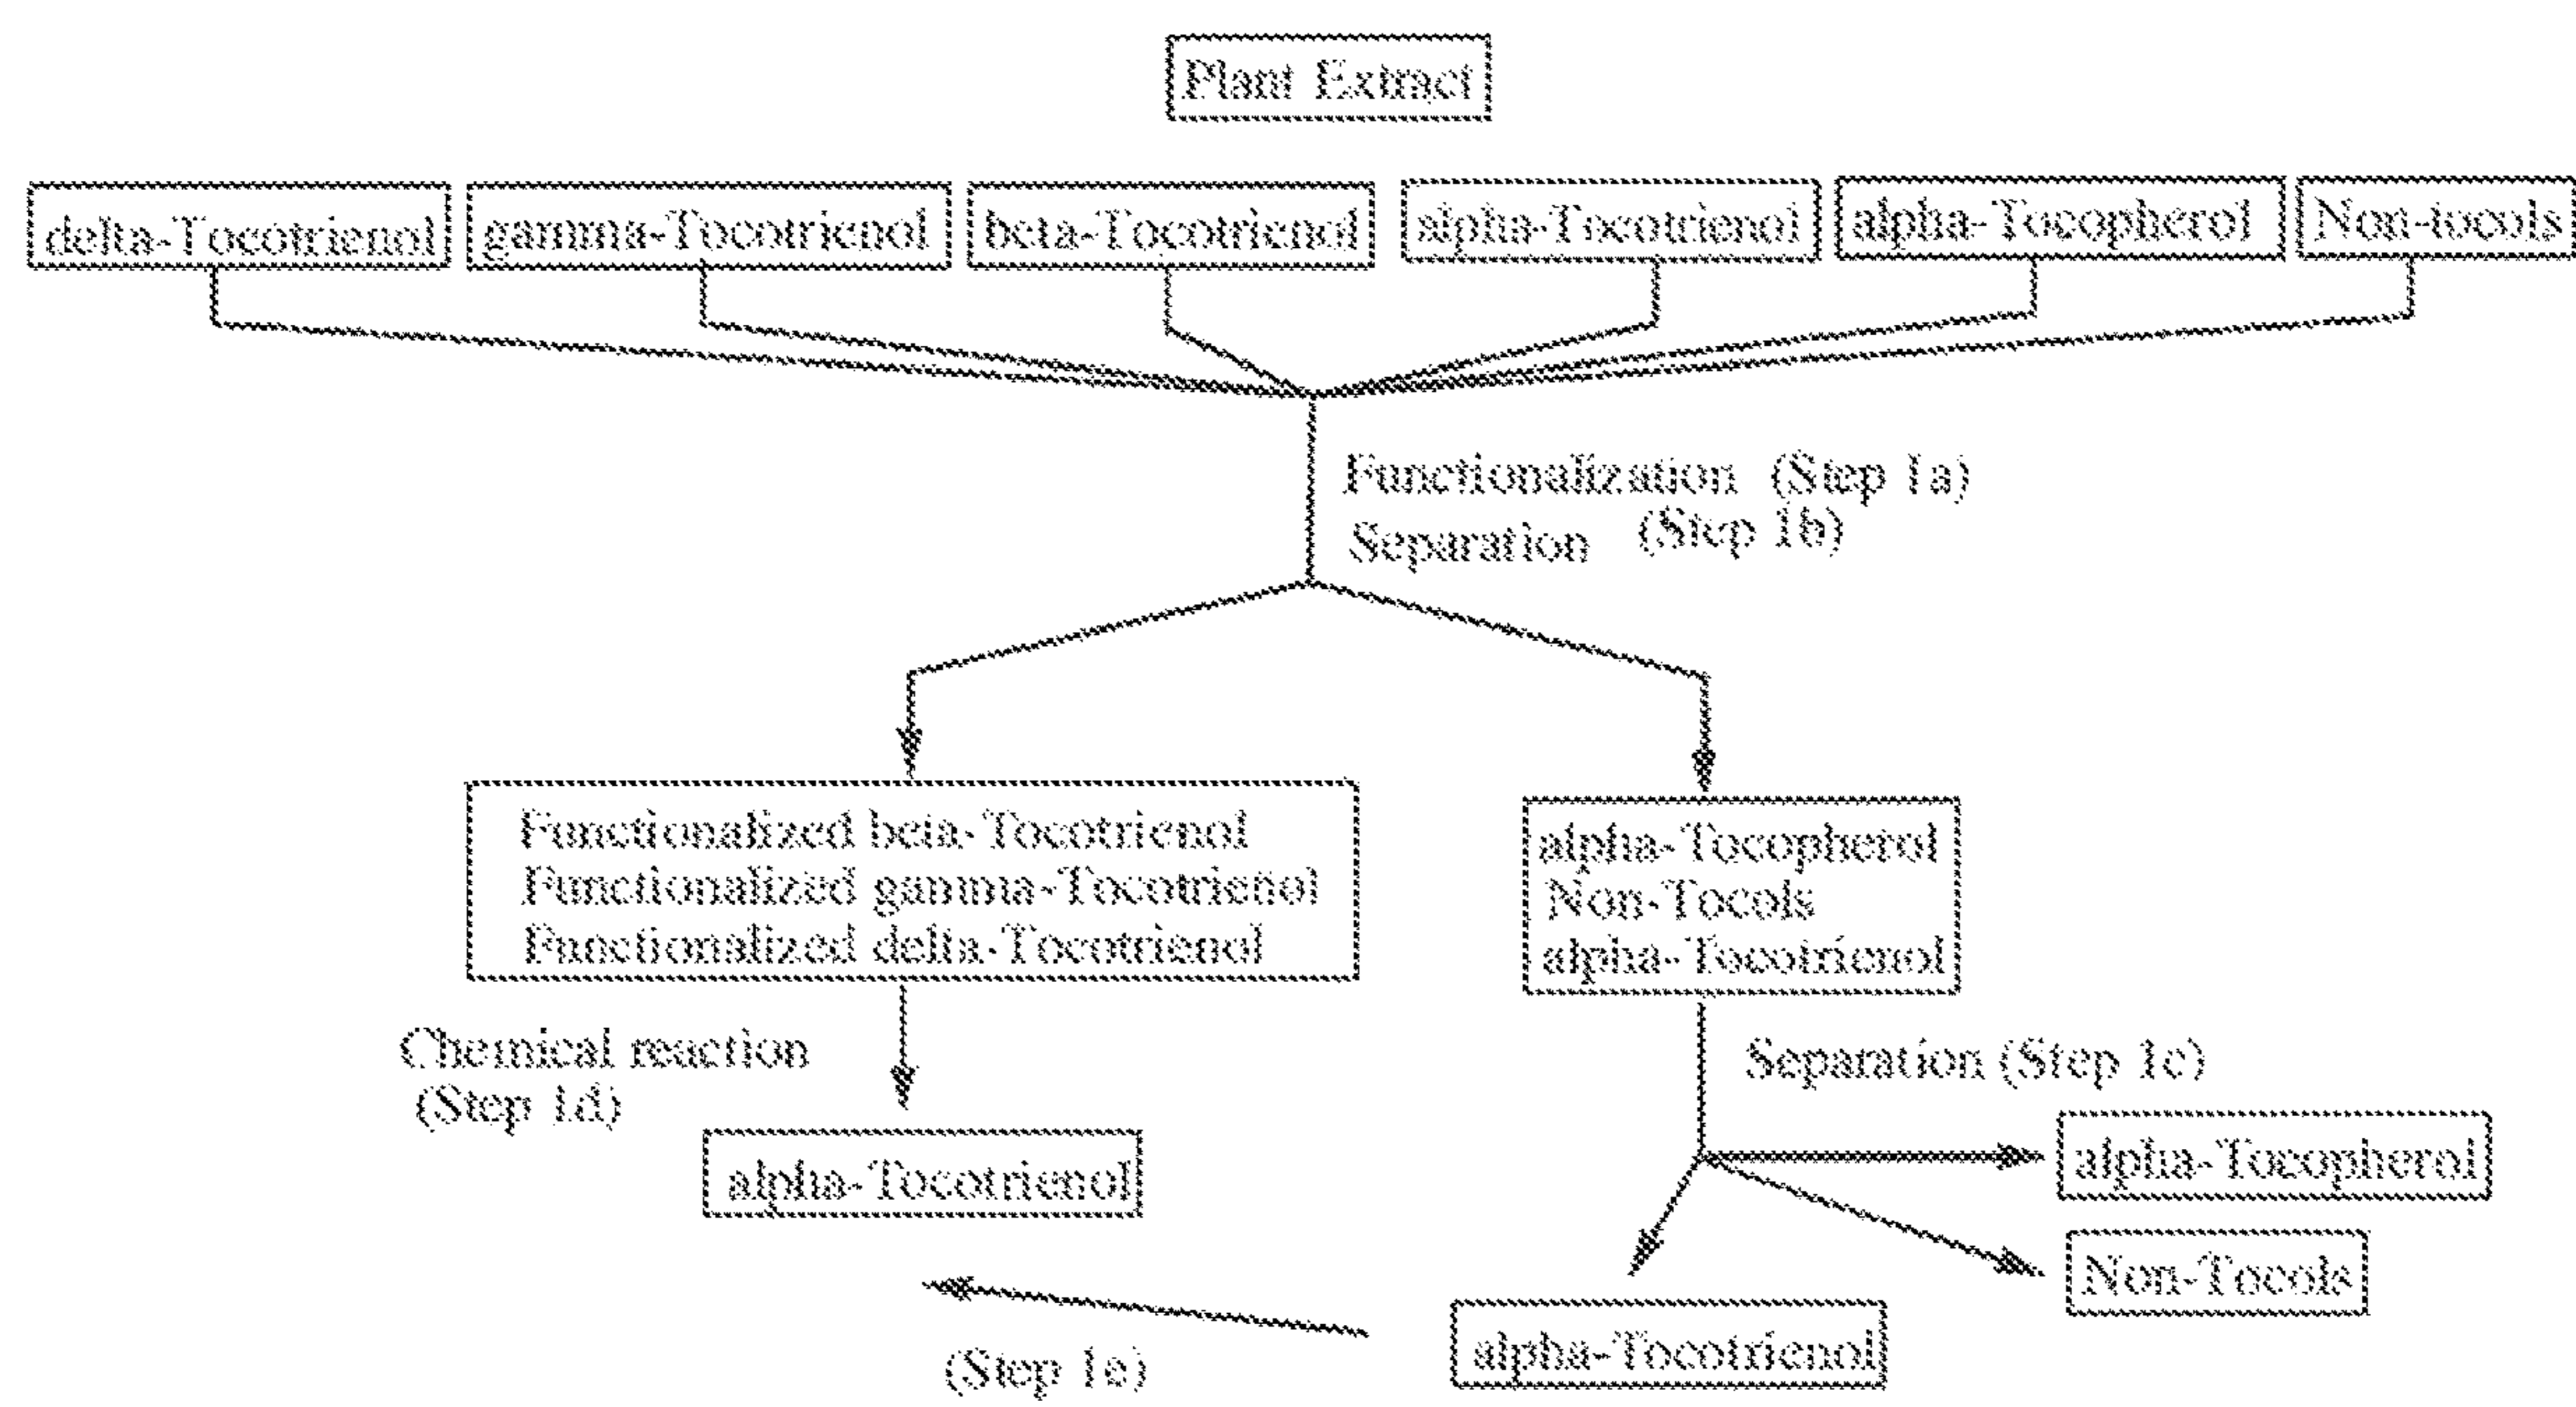 Plant Extract
delta-Tocotrienol
gamma-Tocotrienol
beta-Tocotrienol
alpha-Tocotrienol
alpha-Tocopherol
Non-tocols
Functionalization (Step 1a)
Separation (Step 1b)
Functionalized beta-Tocotrienol
Functionalized gamma-Tocotrienol
Functionalized delta-Tocotrienol
alpha-Tocopherol
Non-Tocols
alpha-Tocotrienol
Chemical reaction
(Step 1d)
Separation (Step 1c)
alpha-Tocotrienol
alpha-Tocopherol
Non-Tocols
alpha-Tocotrienol
(Step 1e)